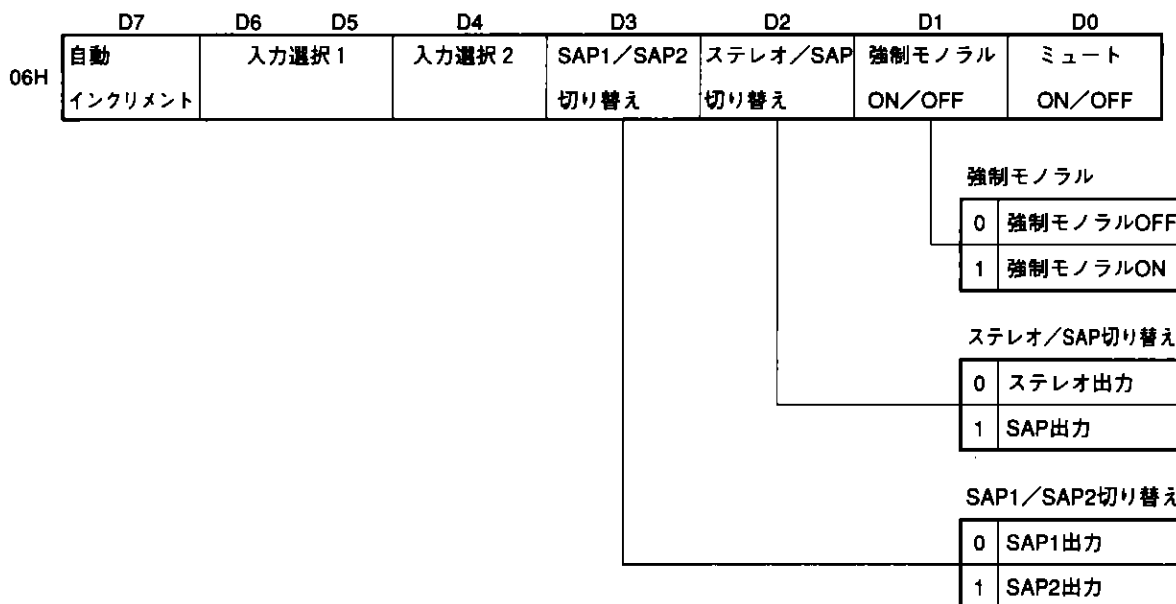 D7 D6 D5 D4 D3 D2 D1 D0
06H
自動 入力選択1 入力選択2 SAP1／SAP2 ステレオ／SAP 強制モノラル ミュート
インクリメント 切り替え 切り替え ON／OFF ON／OFF
強制モノラル
0 強制モノラルOFF
1 強制モノラルON
ステレオ／SAP切り替え
0 ステレオ出力
1 SAP出力
SAP1／SAP2切り替え
0 SAP1出力
1 SAP2出力